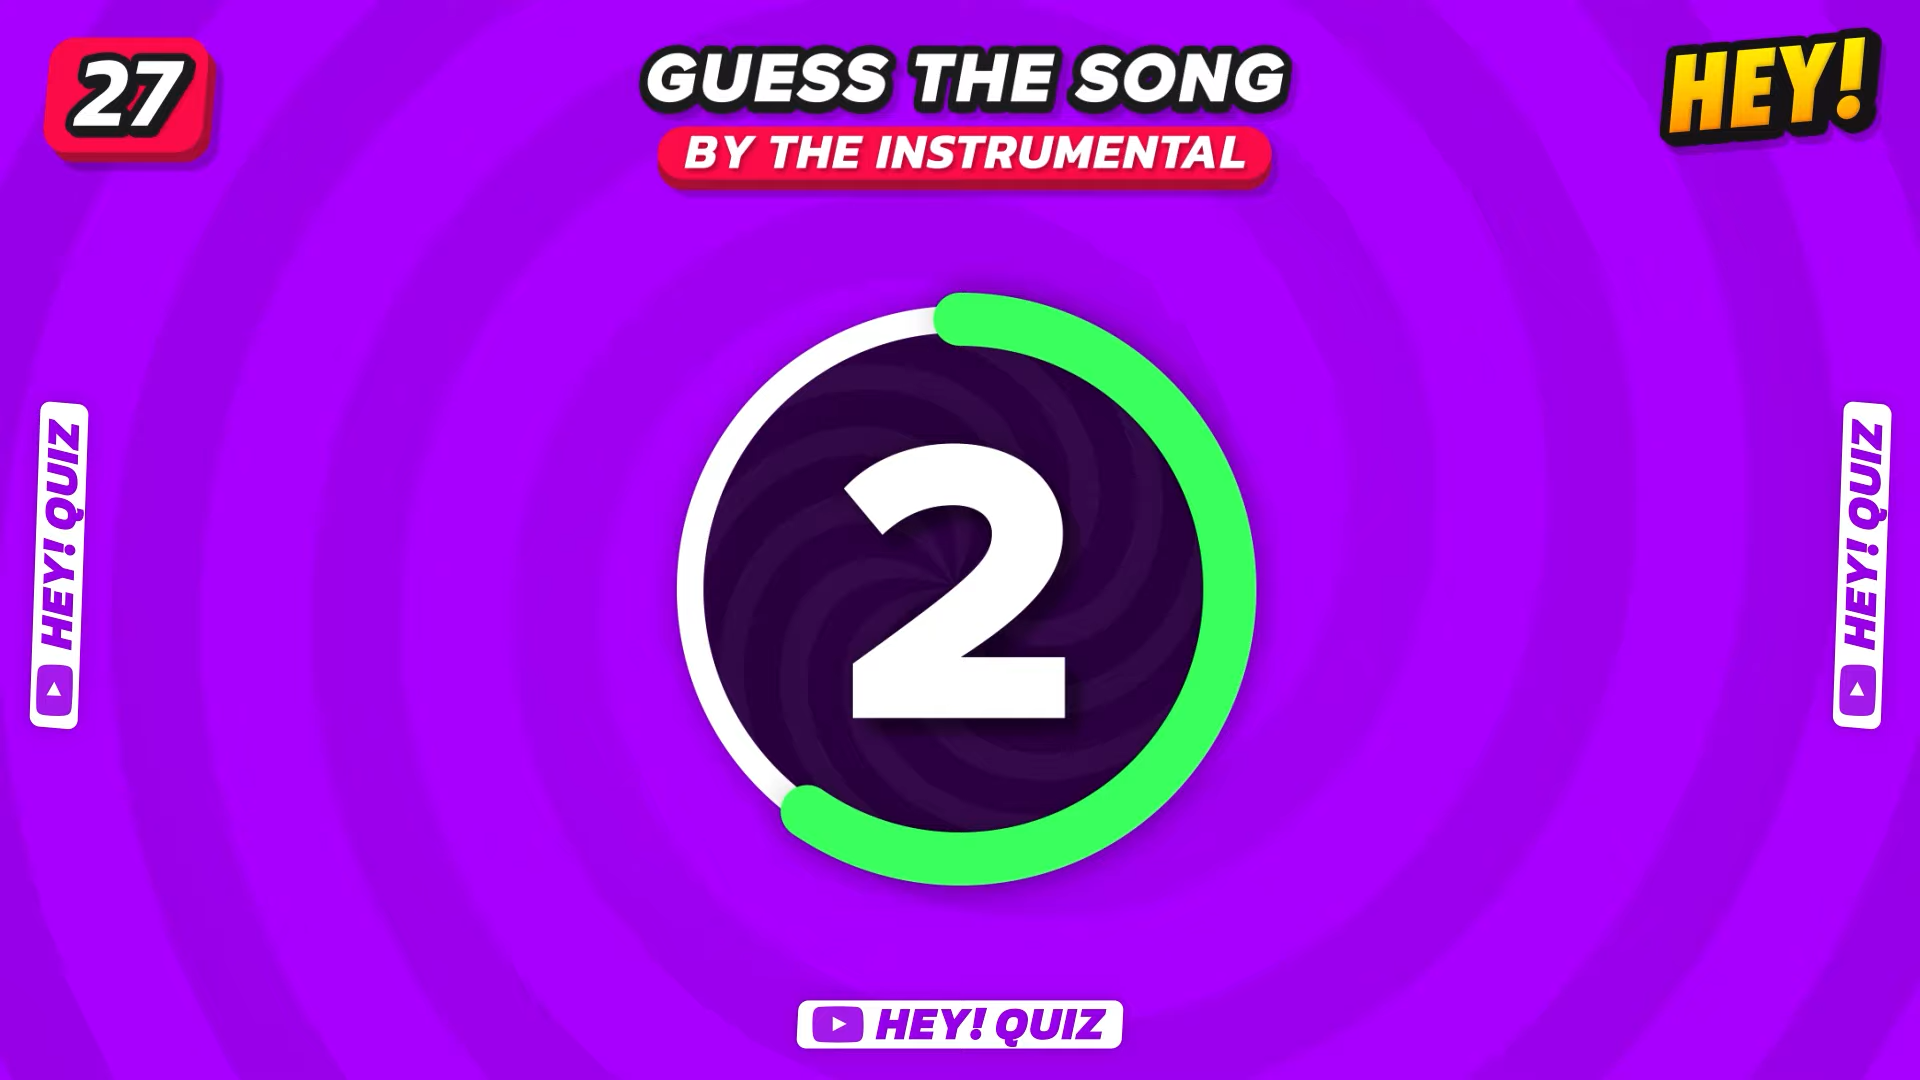 27
GUESS THE SONG
BY THE INSTRUMENTAL
HEY!
2
HEY! QUIZ
HEY! QUIZ
HEY! QUIZ